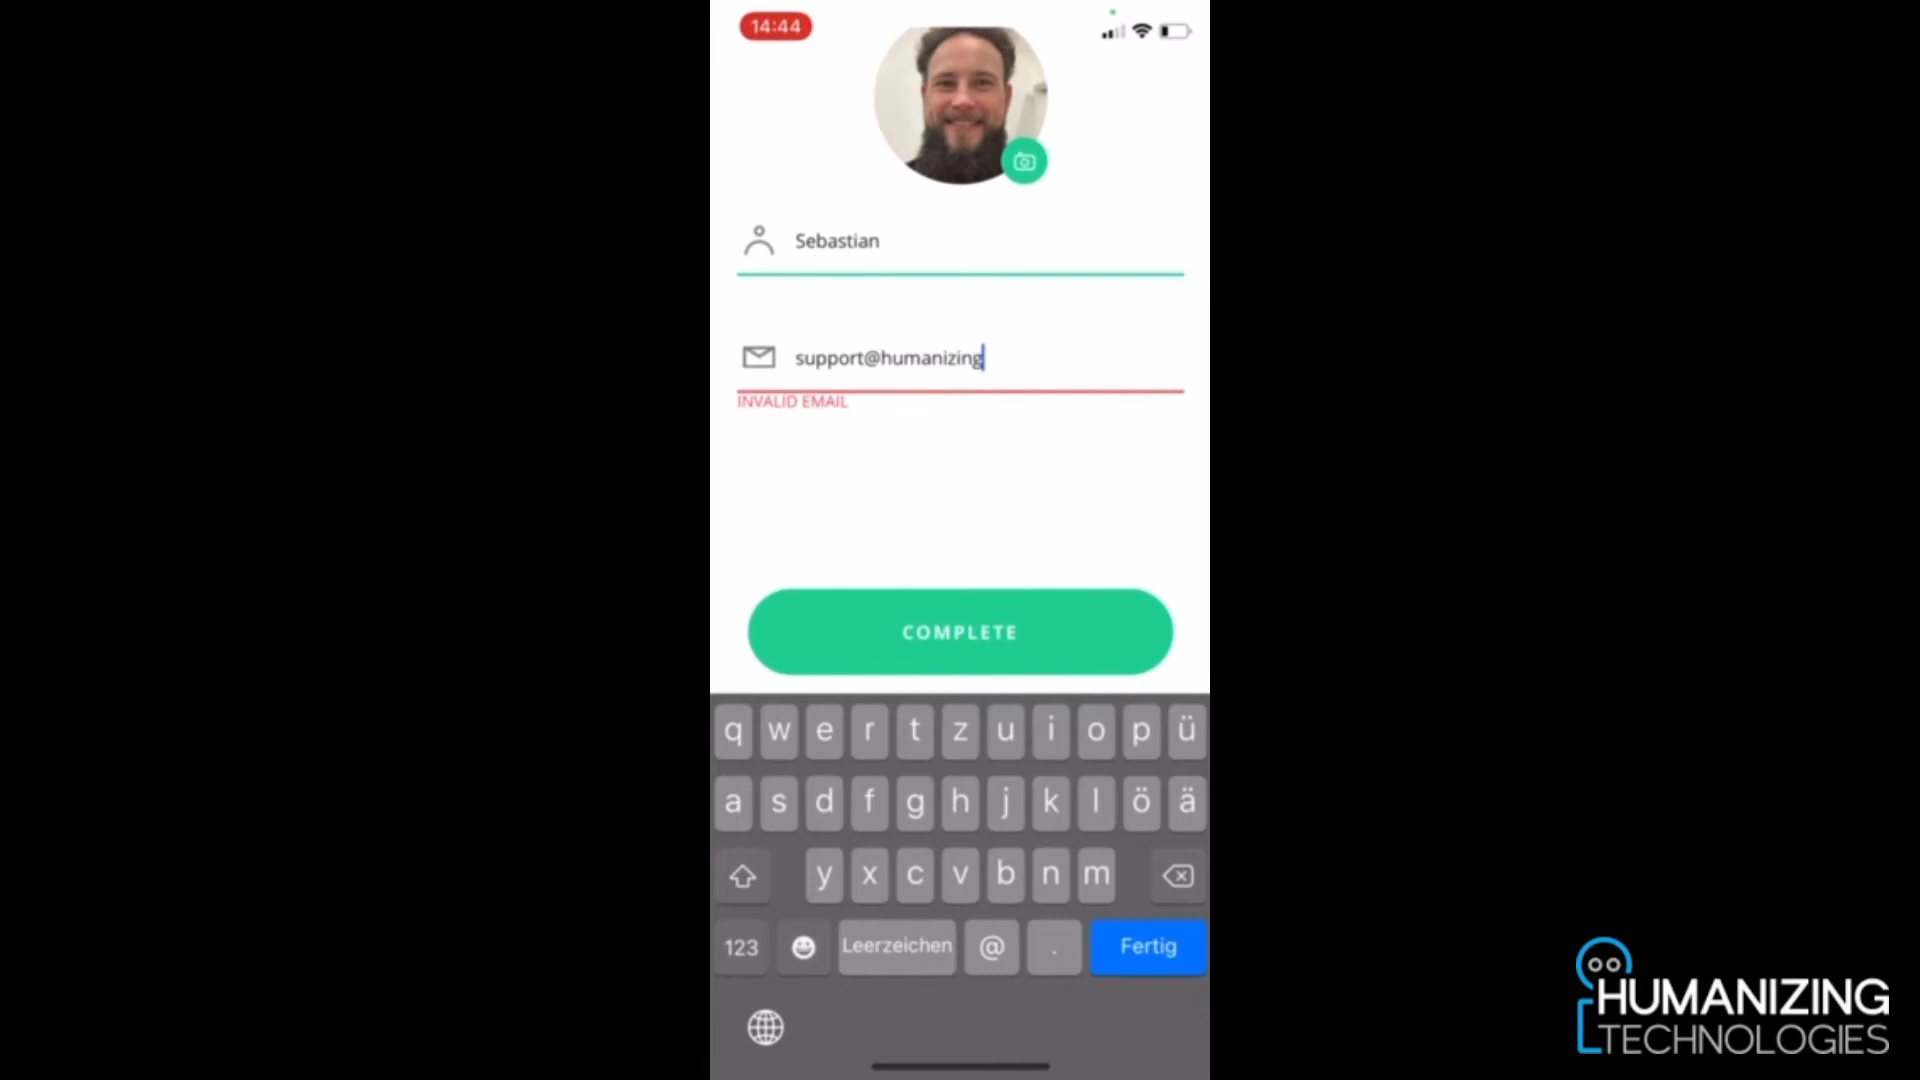 14:44
Sebastian
support@humanizing
INVALID EMAIL
COMPLETE
q w e r t z u i o p ü
a s d f g h j k l ö ä
y x c v b n m
123 Leerzeichen @ . Fertig
HUMANIZING
TECHNOLOGIES